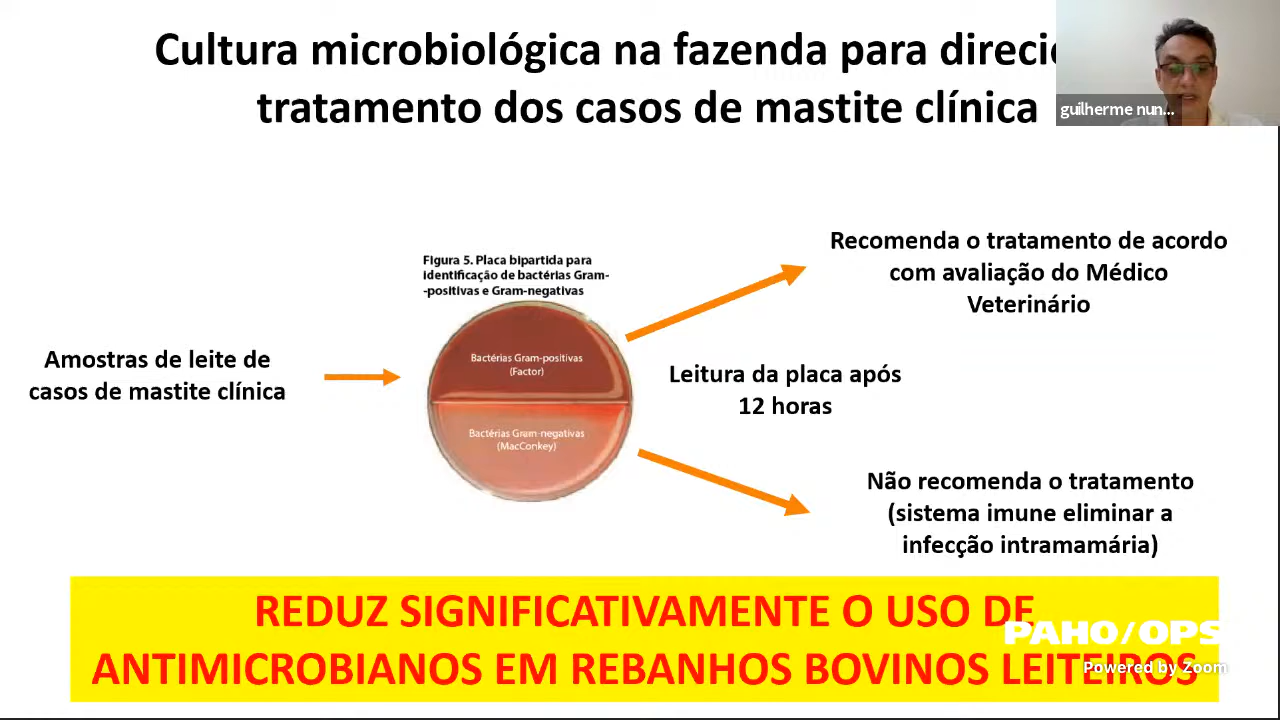 Cultura microbiológica na fazenda para
tratamento dos casos de mastite clínica
guilherme nun...
Recomenda o tratamento de acordo
com avaliação do Médico
Veterinário
Figura 5. Placa bipartida para
identificação de bactérias Gram-
-positivas e Gram-negativas
Bactérias Gram-positivas
(Factor)
Amostras de leite de
casos de mastite clínica
Leitura da placa após
12 horas
Bactérias Gram-negativas
(MacConkey)
Não recomenda o tratamento
(sistema imune eliminar a
infecção intramamária)
REDUZ SIGNIFICATIVAMENTE O USO DE
ANTIMICROBIANOS EM REBANHOS BOVINOS LEITEIROS
PAHO/OPS
Powered by Zoom